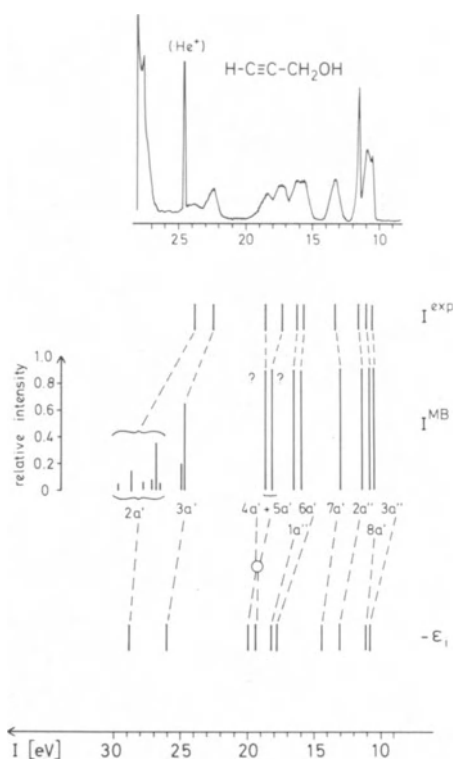 (He⁺)
H-C≡C-CH₂OH
25 20 15 10
I exp
1.0
0.8
0.6
0.4
0.2
0
relative intensity
? ?
I MB
2a' 3a' 4a' + 5a' 6a' 7a' 2a'' 3a''
1a'' 8a'
-ε₁
I [eV] 30 25 20 15 10